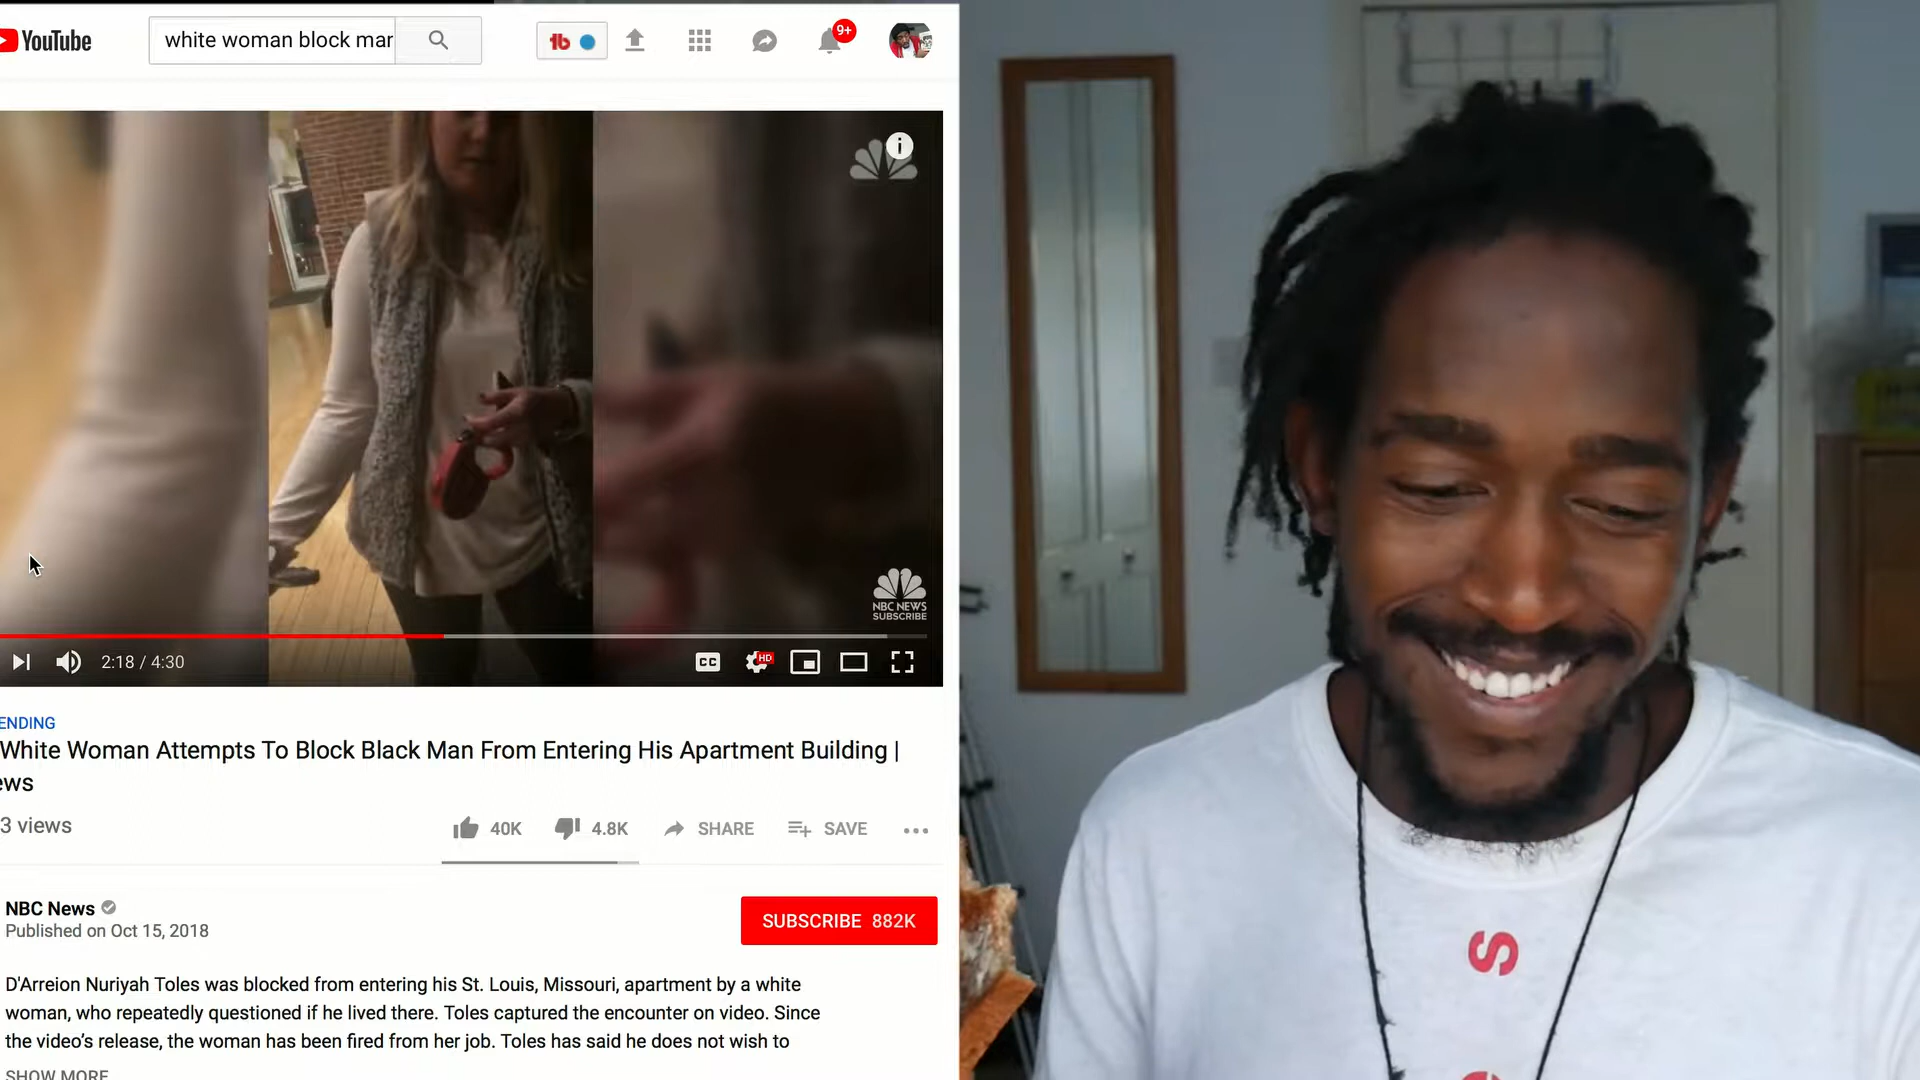 YouTube
white woman block mar
tb
9+
i
NBC NEWS
SUBSCRIBE
2:18 / 4:30
CC
HD
ENDING
White Woman Attempts To Block Black Man From Entering His Apartment Building |
ews
3 views
40K
4.8K
SHARE
SAVE
NBC News
Published on Oct 15, 2018
SUBSCRIBE 882K
D'Arreion Nuriyah Toles was blocked from entering his St. Louis, Missouri, apartment by a white
woman, who repeatedly questioned if he lived there. Toles captured the encounter on video. Since
the video's release, the woman has been fired from her job. Toles has said he does not wish to
SHOW MORE
S